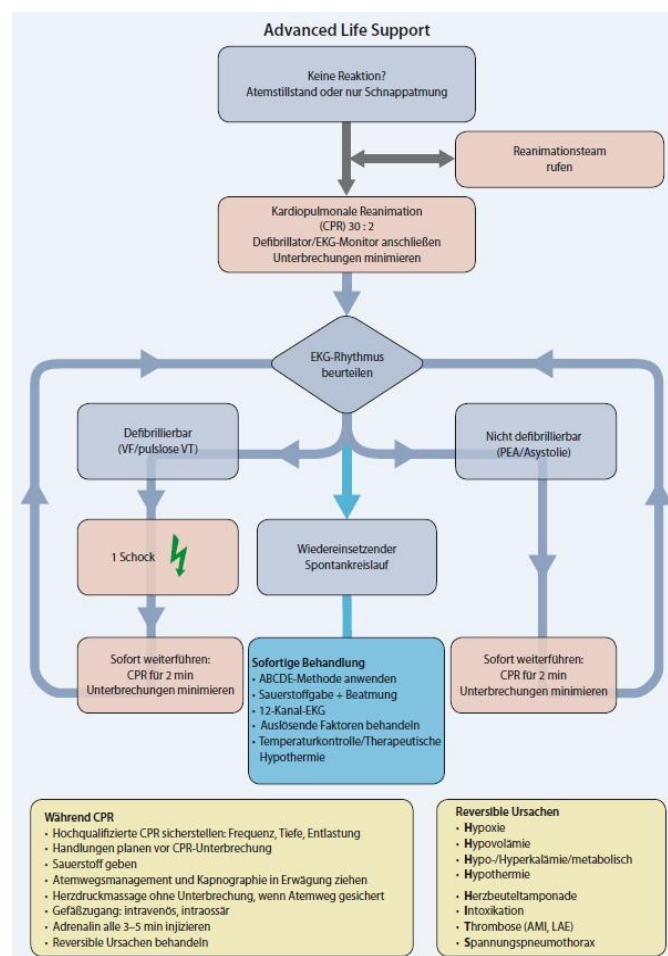 Advanced Life Support
Keine Reaktion?
Atemstillstand oder nur Schnappatmung
Reanimationsteam
rufen
Kardiopulmonale Reanimation
(CPR) 30 : 2
Defibrillator/EKG-Monitor anschließen
Unterbrechungen minimieren
EKG-Rhythmus
beurteilen
Defibrillierbar
(VF/pulslose VT)
Nicht defibrillierbar
(PEA/Asystolie)
1 Schock
Wiedereinsetzender
Spontankreislauf
Sofort weiterführen:
CPR für 2 min
Unterbrechungen minimieren
Sofortige Behandlung
• ABCDE-Methode anwenden
• Sauerstoffgabe + Beatmung
• 12-Kanal-EKG
• Auslösende Faktoren behandeln
• Temperaturkontrolle/Therapeutische
Hypothermie
Sofort weiterführen:
CPR für 2 min
Unterbrechungen minimieren
Während CPR
• Hochqualifizierte CPR sicherstellen: Frequenz, Tiefe, Entlastung
• Handlungen planen vor CPR-Unterbrechung
• Sauerstoff geben
• Atemwegsmanagement und Kapnographie in Erwägung ziehen
• Herzdruckmassage ohne Unterbrechung, wenn Atemweg gesichert
• Gefäßzugang: intravenös, intraossär
• Adrenalin alle 3–5 min injizieren
• Reversible Ursachen behandeln
Reversible Ursachen
• Hypoxie
• Hypovolämie
• Hypo-/Hyperkalämie/metabolisch
• Hypothermie
• Herzbeuteltamponade
• Intoxikation
• Thrombose (AMI, LAE)
• Spannungspneumothorax